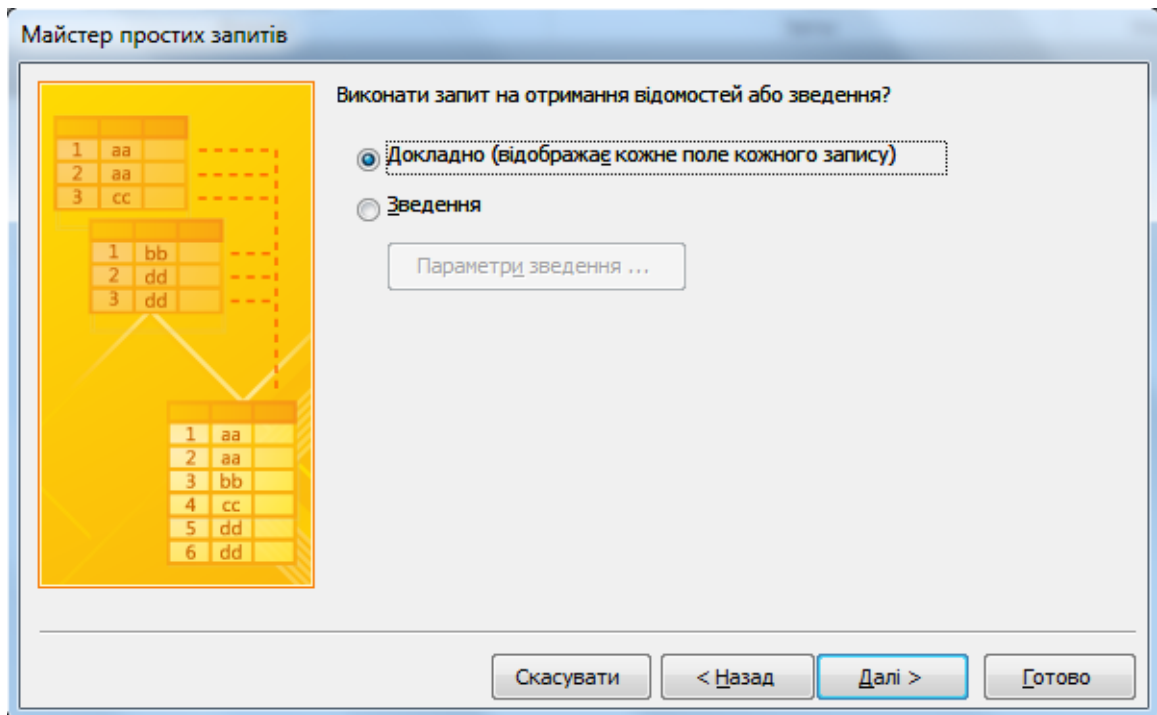 Майстер простих запитів
Виконати запит на отримання відомостей або зведення?
Докладно (відображає кожне поле кожного запису)
Зведення
Параметри зведення ...
1 aa
2 aa
3 cc
1 bb
2 dd
3 dd
1 aa
2 aa
3 bb
4 cc
5 dd
6 dd
Скасувати < Назад Далі > Готово